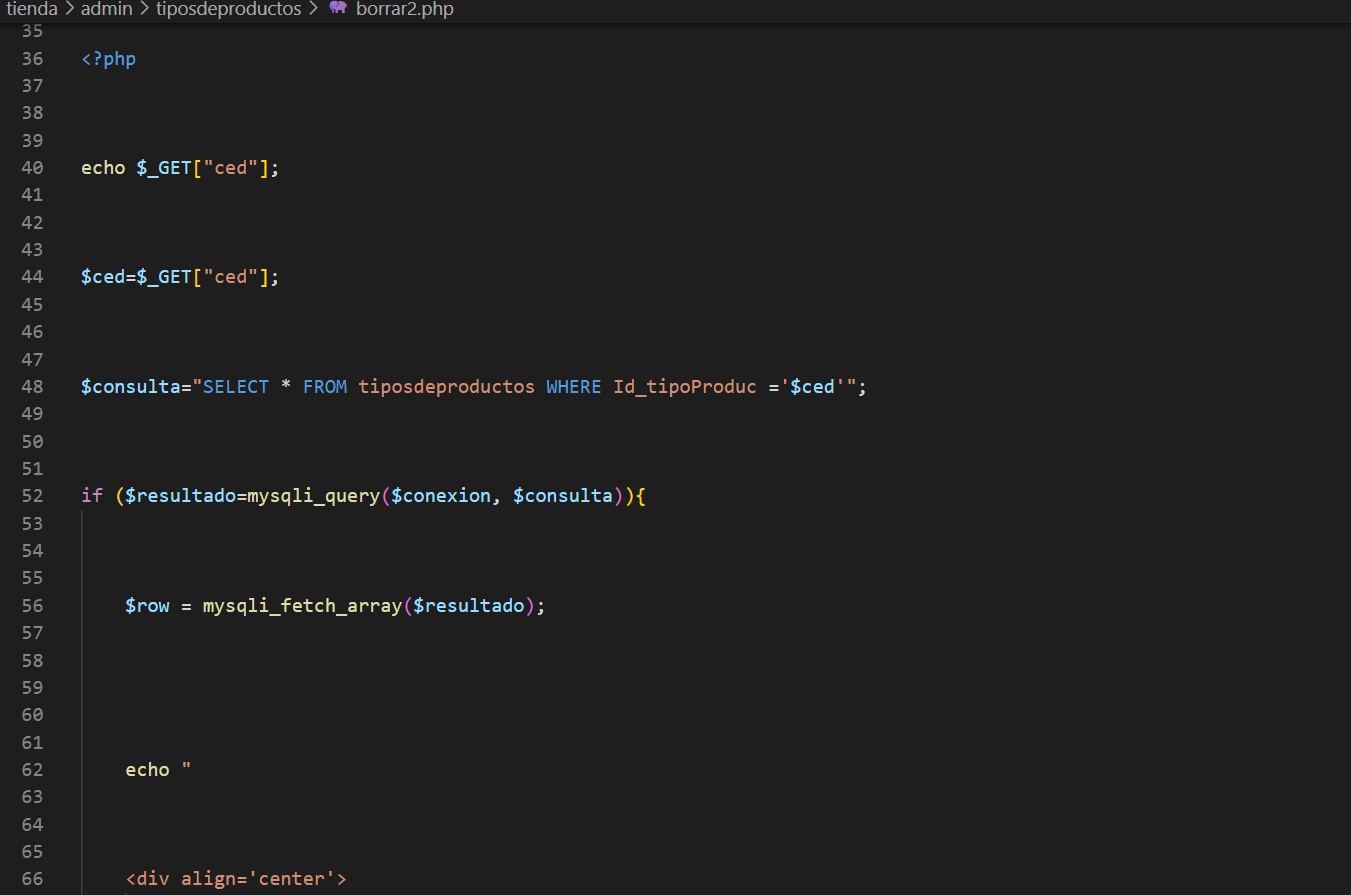 tienda > admin > tiposdeproductos > borrar2.php
35
36 <?php
37
38
39
40 echo $_GET["ced"];
41
42
43
44 $ced=$_GET["ced"];
45
46
47
48 $consulta="SELECT * FROM tiposdeproductos WHERE Id_tipoProduc ='$ced'";
49
50
51
52 if ($resultado=mysqli_query($conexion, $consulta)){
53
54
55
56 $row = mysqli_fetch_array($resultado);
57
58
59
60
61
62 echo "
63
64
65
66 <div align='center'>